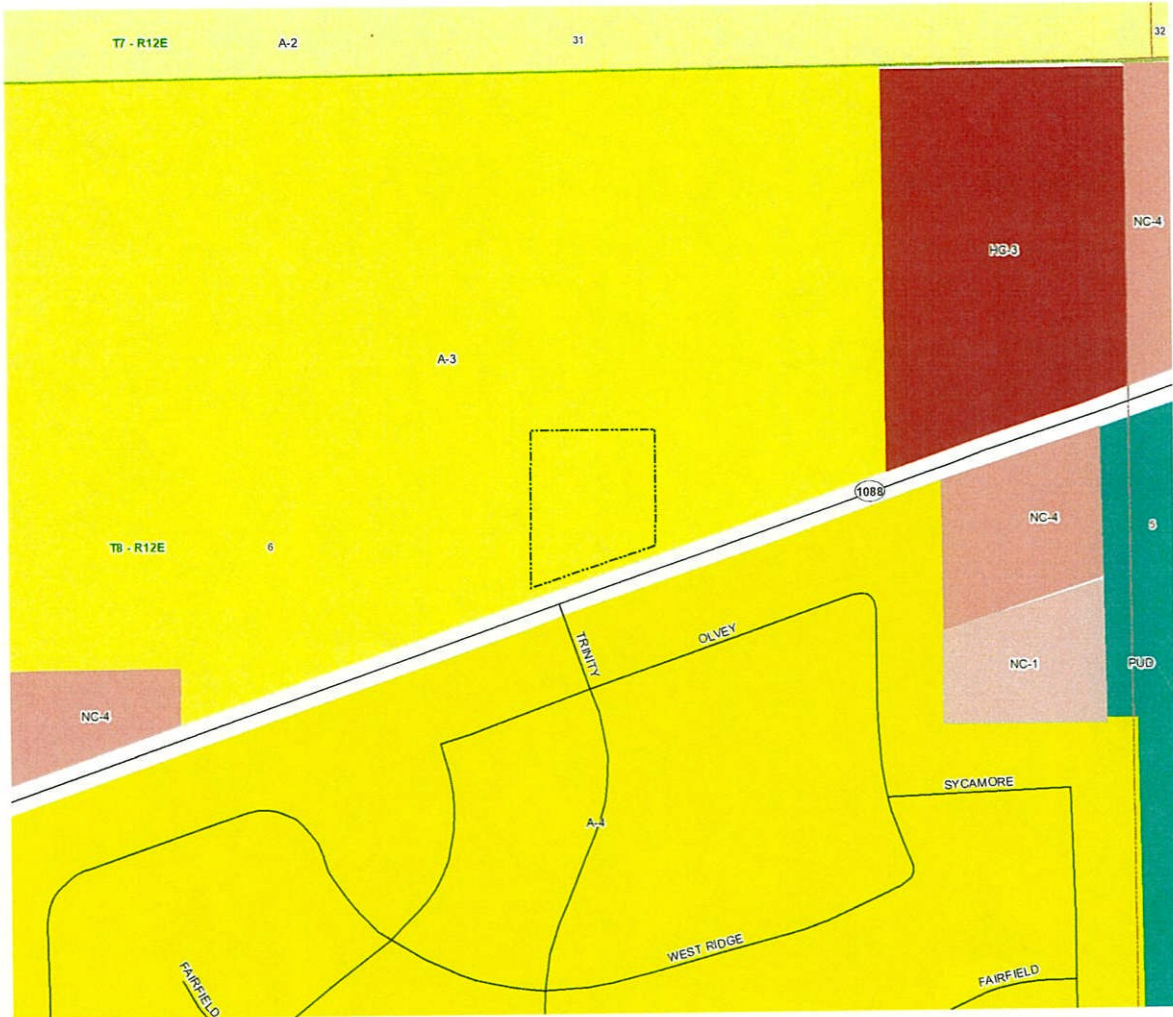 T7 - R12E
A-2
31
32
NC-4
HC-3
A-3
1088
NC-4
5
T8 - R12E
6
TRINITY
OLVEY
NC-1
PUD
NC-4
SYCAMORE
A-4
WEST RIDGE
FAIRFIELD
FAIRFIELD